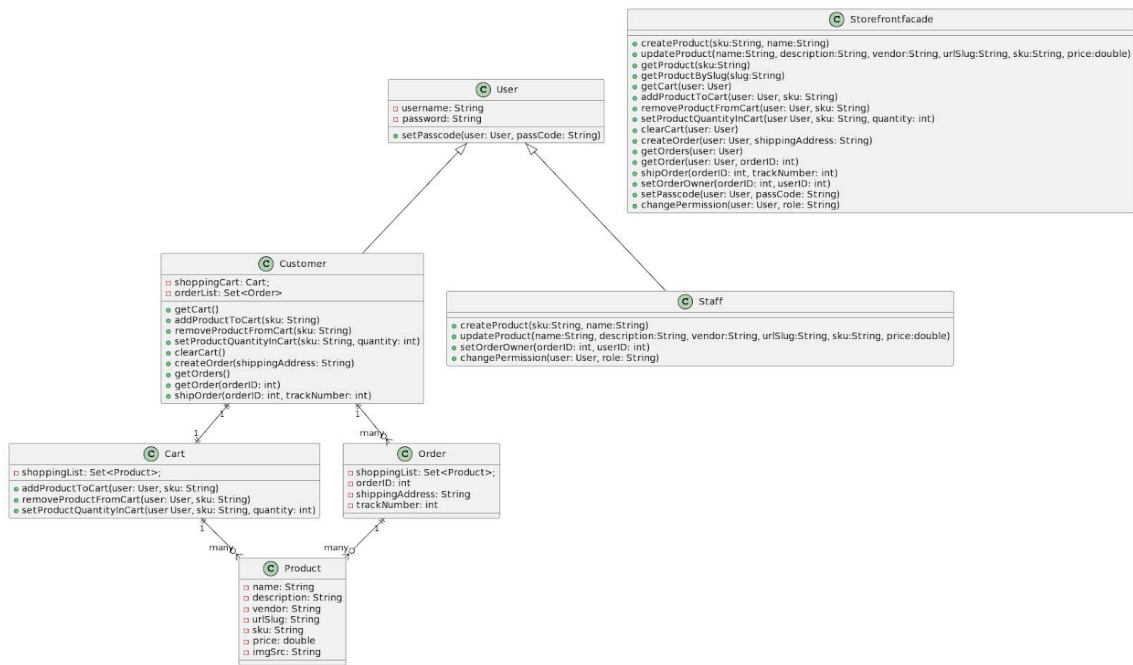 C Storefrontfacade
createProduct(sku:String, name:String)
updateProduct(name:String, description:String, vendor:String, urlSlug:String, sku:String, price:double)
getProduct(sku:String)
getProductBySlug(slug:String)
getCart(user: User)
addProductToCart(user: User, sku: String)
removeProductFromCart(user: User, sku: String)
setProductQuantityInCart(user User, sku: String, quantity: int)
clearCart(user: User)
createOrder(user: User, shippingAddress: String)
getOrders(user: User)
getOrder(user: User, orderID: int)
shipOrder(orderID: int, trackNumber: int)
setOrderOwner(orderID: int, userID: int)
setPasscode(user: User, passCode: String)
changePermission(user: User, role: String)
C User
username: String
password: String
setPasscode(user: User, passCode: String)
C Customer
shoppingCart: Cart;
orderList: Set<Order>
getCart()
addProductToCart(sku: String)
removeProductFromCart(sku: String)
setProductQuantityInCart(sku: String, quantity: int)
clearCart()
createOrder(shippingAddress: String)
getOrders()
getOrder(orderID: int)
shipOrder(orderID: int, trackNumber: int)
C Staff
createProduct(sku:String, name:String)
updateProduct(name:String, description:String, vendor:String, urlSlug:String, sku:String, price:double)
setOrderOwner(orderID: int, userID: int)
changePermission(user: User, role: String)
1
1
1
many
C Cart
shoppingList: Set<Product>;
addProductToCart(user: User, sku: String)
removeProductFromCart(user: User, sku: String)
setProductQuantityInCart(user User, sku: String, quantity: int)
C Order
shoppingList: Set<Product>;
orderID: int
shippingAddress: String
trackNumber: int
1
1
many
many
C Product
name: String
description: String
vendor: String
urlSlug: String
sku: String
price: double
imgSrc: String